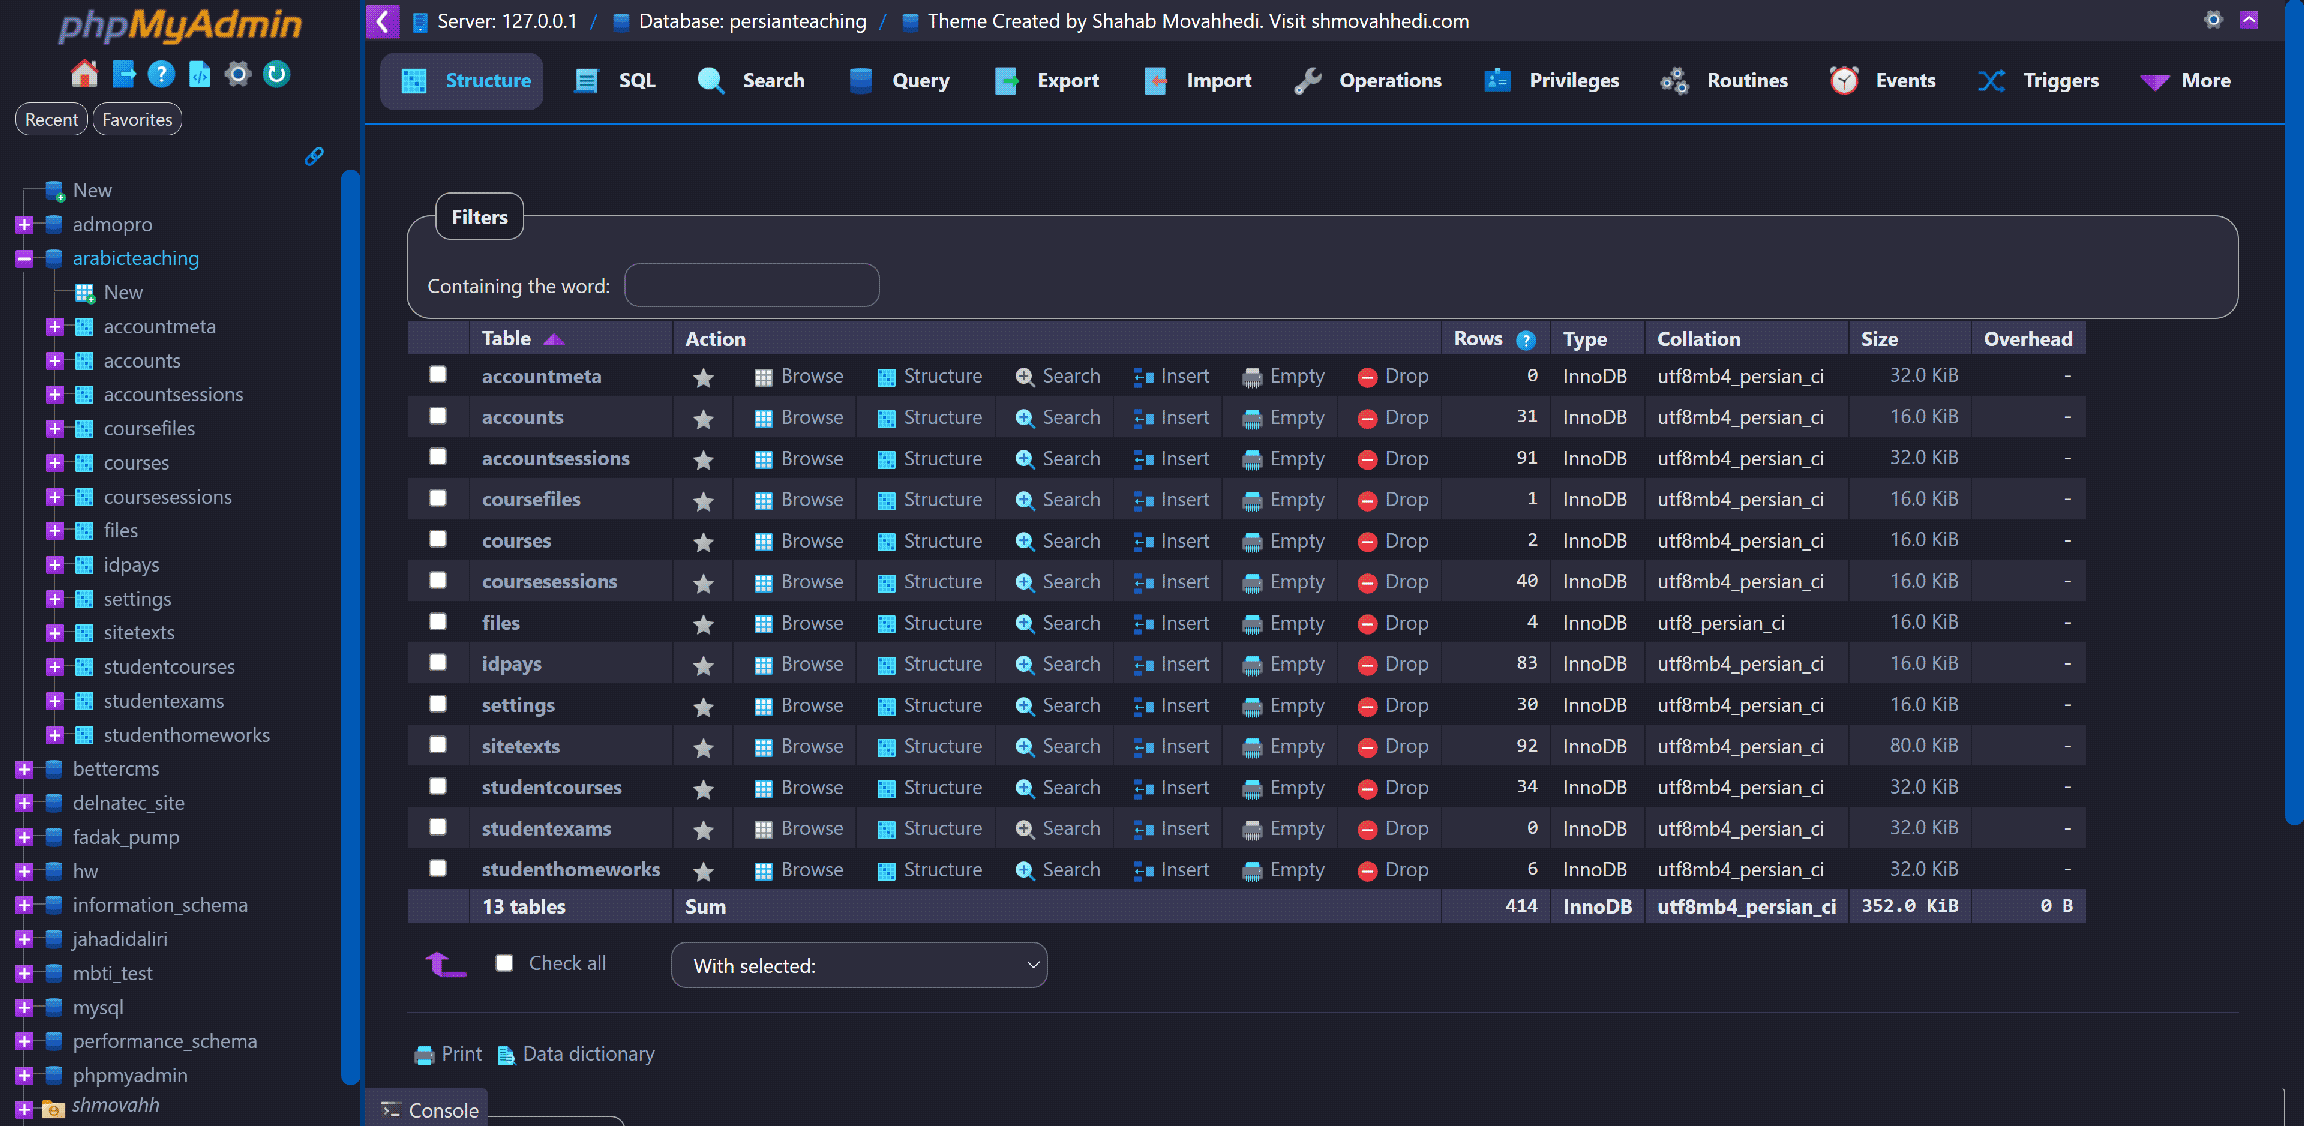 phpMyAdmin
Recent Favorites
New
admopro
arabicteaching
New
accountmeta
accounts
accountsessions
coursefiles
courses
coursesessions
files
idpays
settings
sitetexts
studentcourses
studentexams
studenthomeworks
bettercms
delnatec_site
fadak_pump
hw
information_schema
jahadidaliri
mbti_test
mysql
performance_schema
phpmyadmin
shmovahh
Server: 127.0.0.1 / Database: persianteaching / Theme Created by Shahab Movahhedi. Visit shmovahhedi.com
Structure SQL Search Query Export Import Operations Privileges Routines Events Triggers More
Filters
Containing the word:
Table Action Rows Type Collation Size Overhead
accountmeta Browse Structure Search Insert Empty Drop 0 InnoDB utf8mb4_persian_ci 32.0 KiB -
accounts Browse Structure Search Insert Empty Drop 31 InnoDB utf8mb4_persian_ci 16.0 KiB -
accountsessions Browse Structure Search Insert Empty Drop 91 InnoDB utf8mb4_persian_ci 32.0 KiB -
coursefiles Browse Structure Search Insert Empty Drop 1 InnoDB utf8mb4_persian_ci 16.0 KiB -
courses Browse Structure Search Insert Empty Drop 2 InnoDB utf8mb4_persian_ci 16.0 KiB -
coursesessions Browse Structure Search Insert Empty Drop 40 InnoDB utf8mb4_persian_ci 16.0 KiB -
files Browse Structure Search Insert Empty Drop 4 InnoDB utf8_persian_ci 16.0 KiB -
idpays Browse Structure Search Insert Empty Drop 83 InnoDB utf8mb4_persian_ci 16.0 KiB -
settings Browse Structure Search Insert Empty Drop 30 InnoDB utf8mb4_persian_ci 16.0 KiB -
sitetexts Browse Structure Search Insert Empty Drop 92 InnoDB utf8mb4_persian_ci 80.0 KiB -
studentcourses Browse Structure Search Insert Empty Drop 34 InnoDB utf8mb4_persian_ci 32.0 KiB -
studentexams Browse Structure Search Insert Empty Drop 0 InnoDB utf8mb4_persian_ci 32.0 KiB -
studenthomeworks Browse Structure Search Insert Empty Drop 6 InnoDB utf8mb4_persian_ci 32.0 KiB -
13 tables Sum 414 InnoDB utf8mb4_persian_ci 352.0 KiB 0 B
Check all With selected:
Print Data dictionary
Console